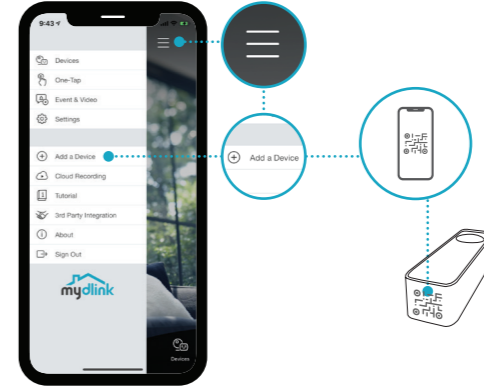 9:43
Devices
One-Tap
Event & Video
Settings
Add a Device
Cloud Recording
Tutorial
3rd Party Integration
About
Sign Out
mydlink
Devices
Add a Device